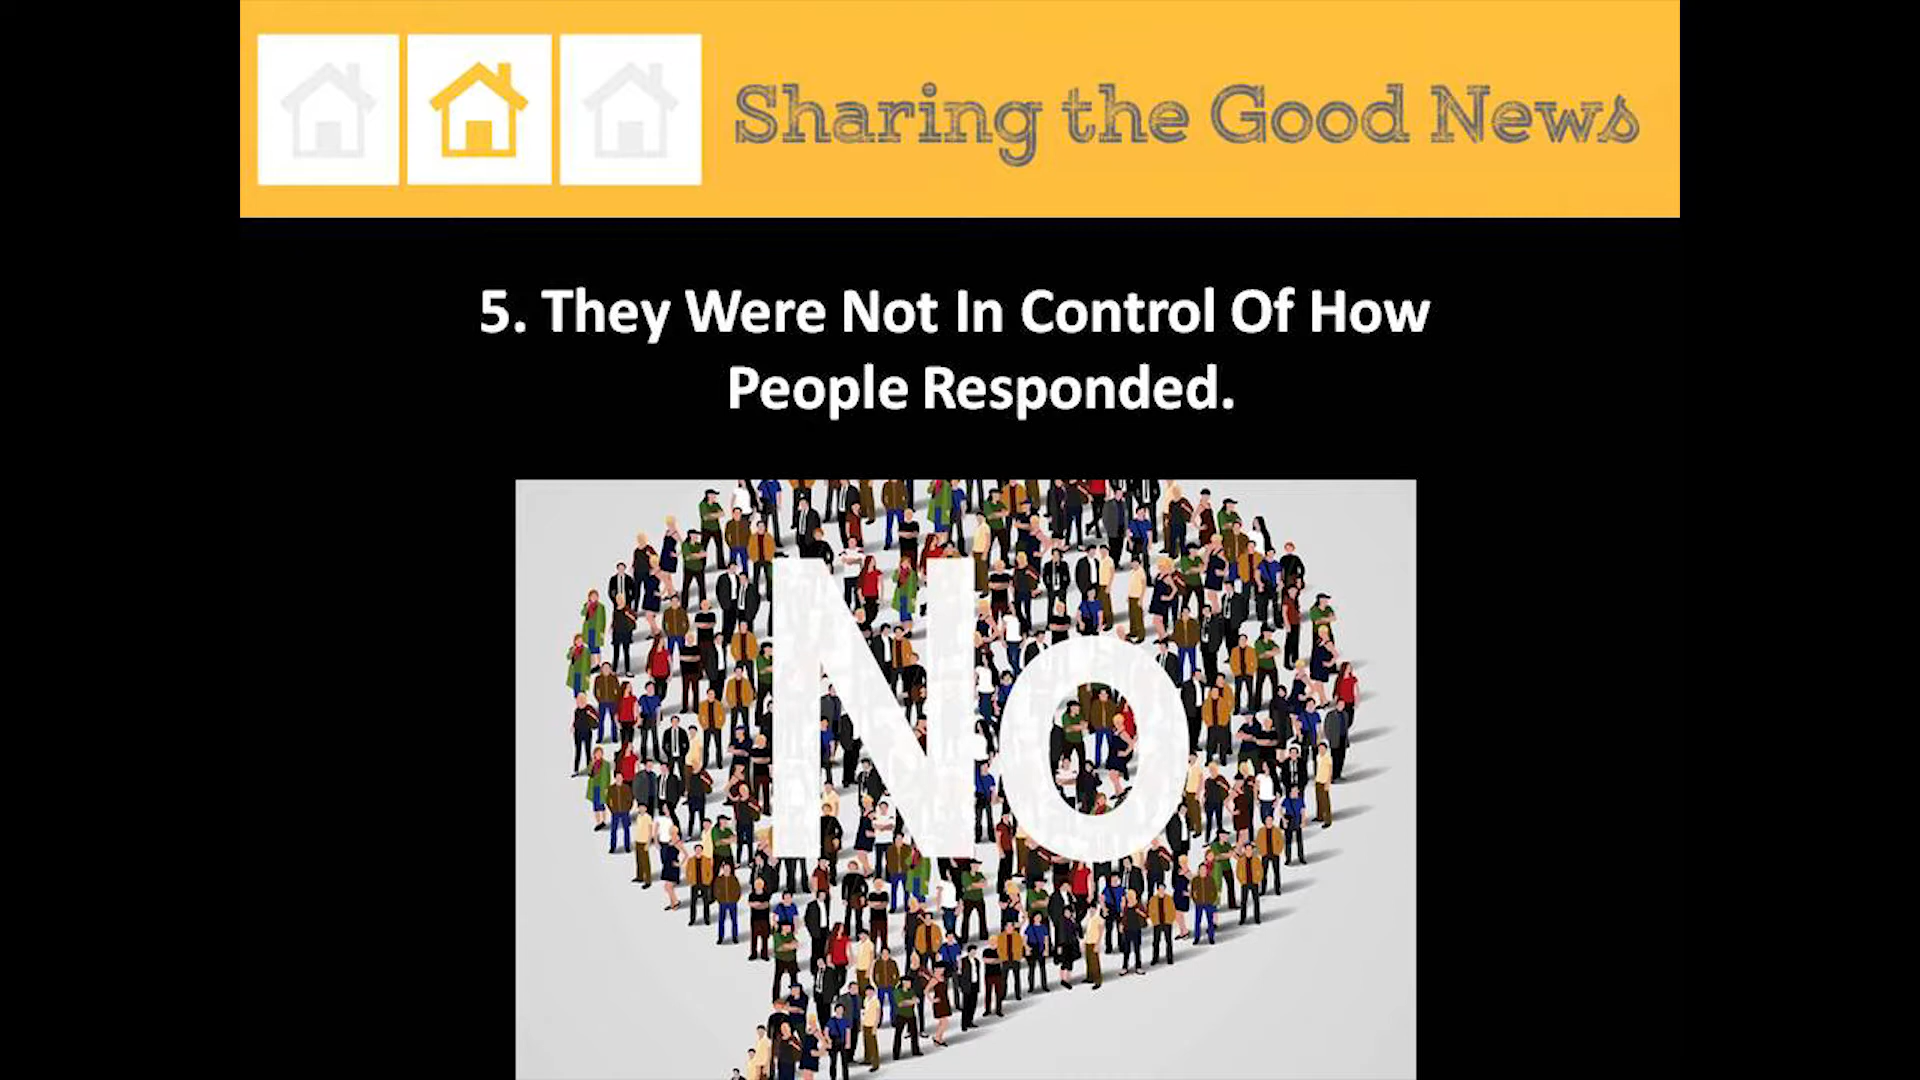 Sharing the Good News
5. They Were Not In Control Of How
People Responded.
No